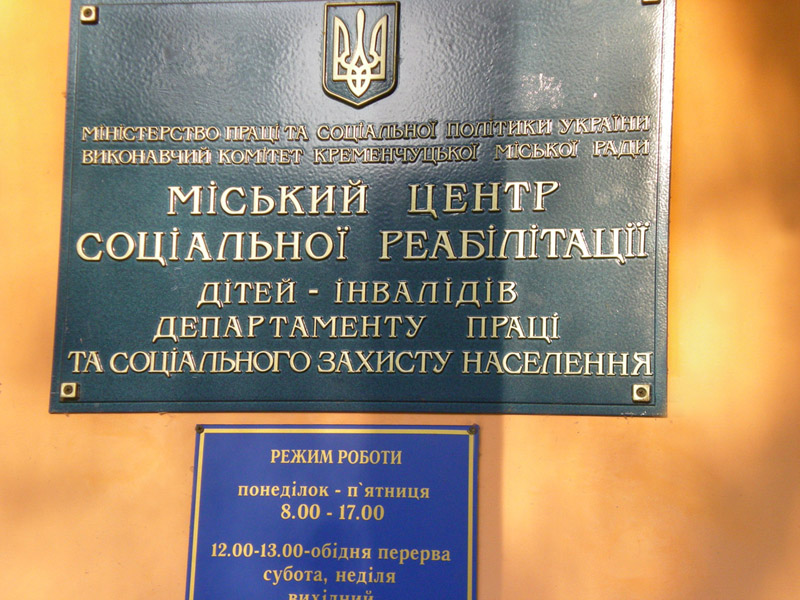 МІНІСТЕРСТВО ПРАЦІ ТА СОЦІАЛЬНОЇ ПОЛІТИКИ УКРАЇНИ
ВИКОНАВЧИЙ КОМІТЕТ КРЕМЕНЧУЦЬКОЇ МІСЬКОЇ РАДИ
МІСЬКИЙ ЦЕНТР
СОЦІАЛЬНОЇ РЕАБІЛІТАЦІЇ
ДІТЕЙ - ІНВАЛІДІВ
ДЕПАРТАМЕНТУ ПРАЦІ
ТА СОЦІАЛЬНОГО ЗАХИСТУ НАСЕЛЕННЯ
РЕЖИМ РОБОТИ
понеділок - п`ятниця
8.00 - 17.00
12.00-13.00-обідня перерва
субота, неділя
вихідний